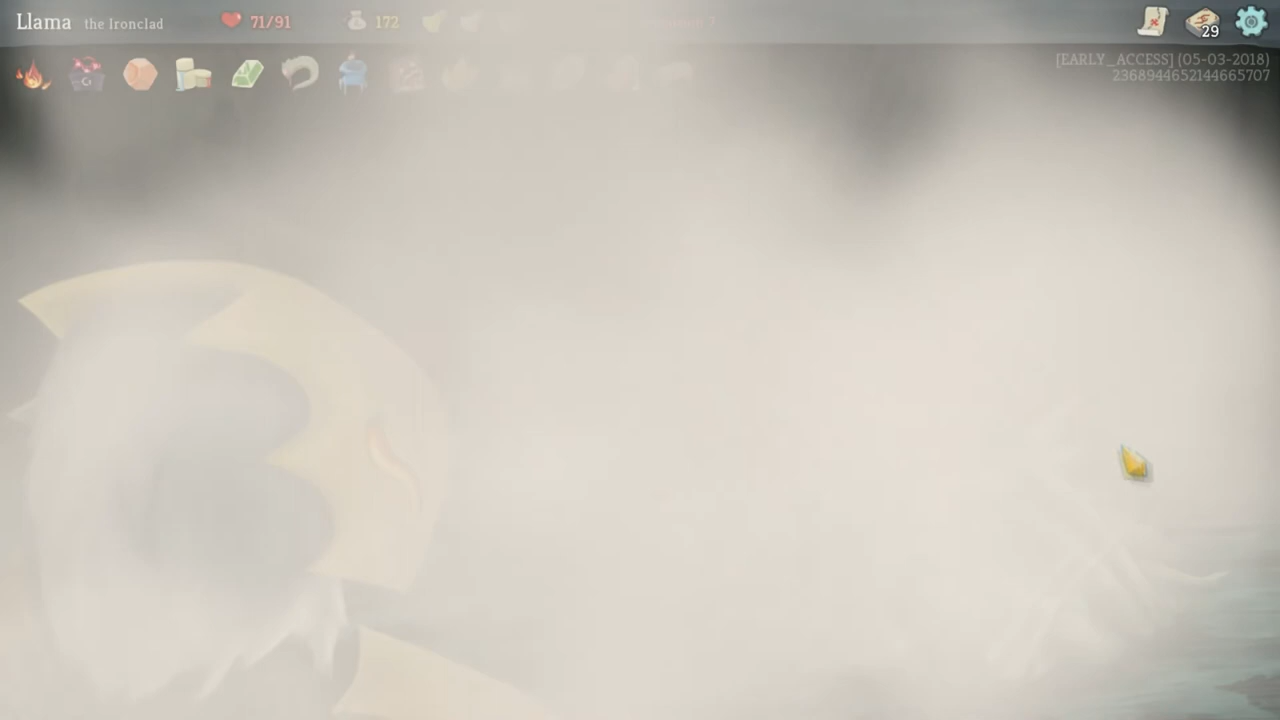 Llama the Ironclad 71/91 172 29
[EARLY_ACCESS] (05-03-2018)
2368944652144665707